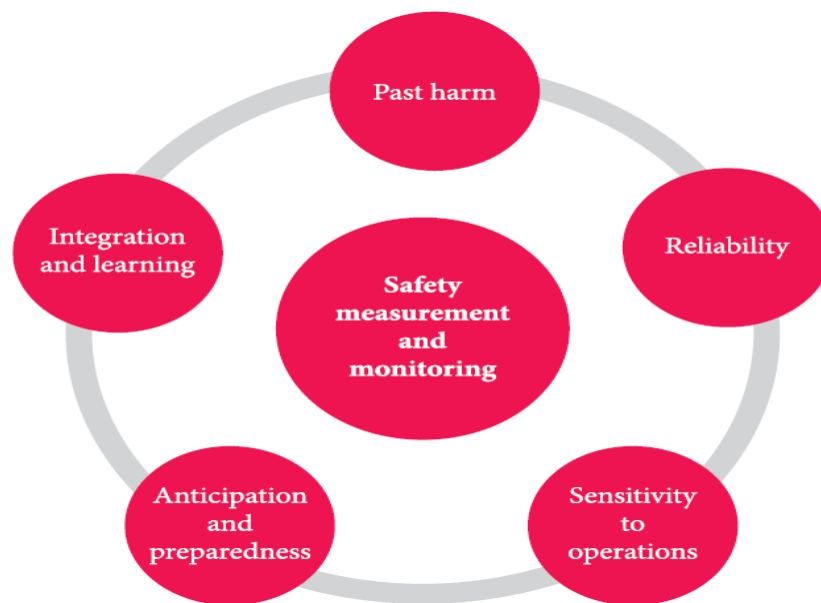 Past harm
Reliability
Sensitivity
to
operations
Anticipation
and
preparedness
Integration
and learning
Safety
measurement
and
monitoring